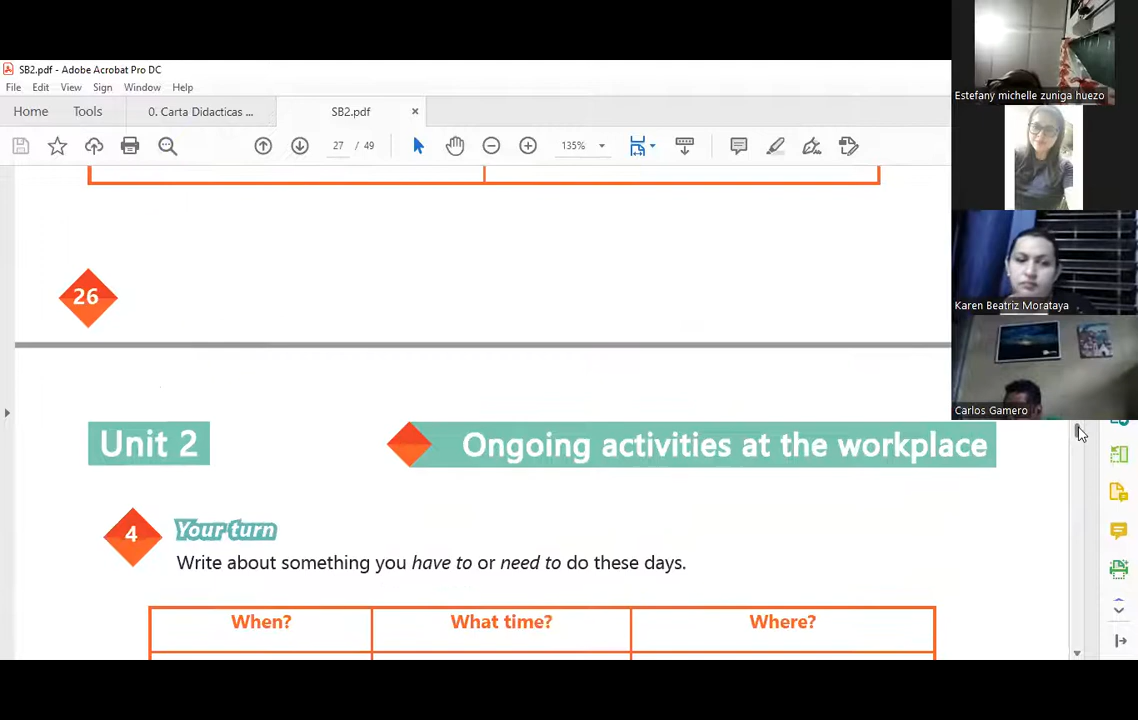 SB2.pdf - Adobe Acrobat Pro DC
File Edit View Sign Window Help
Home Tools 0. Carta Didacticas ... SB2.pdf ×
27 / 49 135%
26
Unit 2 Ongoing activities at the workplace
4 Your turn
Write about something you have to or need to do these days.
When? What time? Where?
Estefany michelle zuniga huezo
Karen Beatriz Morataya
Carlos Gamero